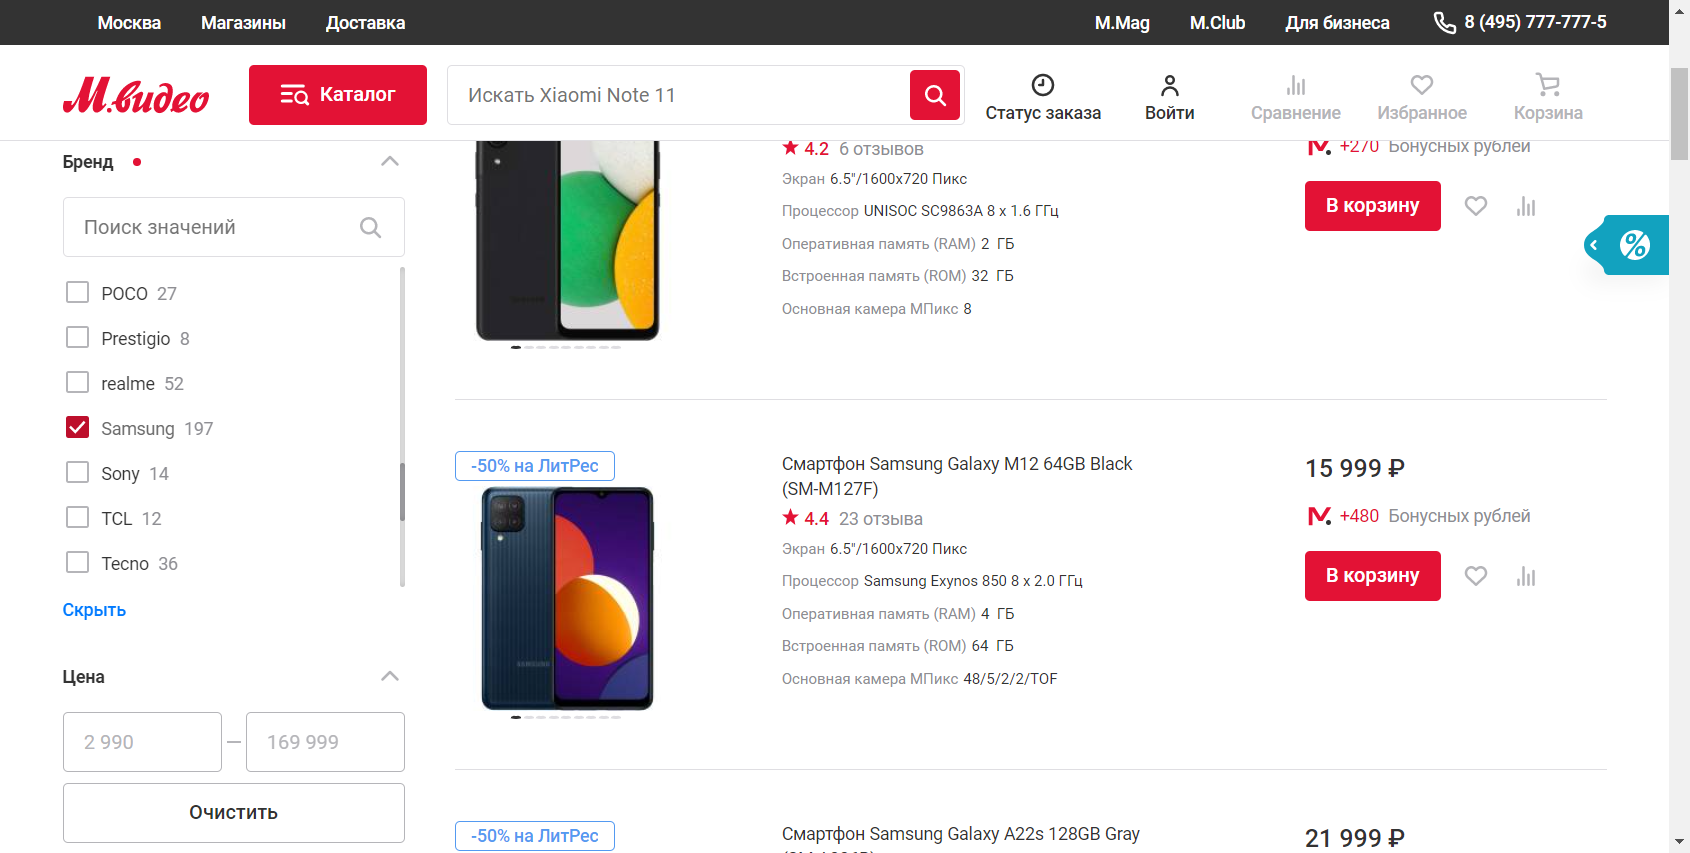 Москва Магазины Доставка M.Mag M.Club Для бизнеса 8 (495) 777-777-5
М.видео Каталог Искать Xiaomi Note 11 Статус заказа Войти Сравнение Избранное Корзина
Бренд
Поиск значений
POCO 27
Prestigio 8
realme 52
Samsung 197
Sony 14
TCL 12
Tecno 36
Скрыть
Цена
2 990 — 169 999
Очистить
4.2 6 отзывов
Экран 6.5"/1600x720 Пикс
Процессор UNISOC SC9863A 8 x 1.6 ГГц
Оперативная память (RAM) 2 ГБ
Встроенная память (ROM) 32 ГБ
Основная камера МПикс 8
+270 Бонусных рублей
В корзину
%
-50% на ЛитРес
SAMSUNG
Смартфон Samsung Galaxy M12 64GB Black
(SM-M127F)
4.4 23 отзыва
Экран 6.5"/1600x720 Пикс
Процессор Samsung Exynos 850 8 x 2.0 ГГц
Оперативная память (RAM) 4 ГБ
Встроенная память (ROM) 64 ГБ
Основная камера МПикс 48/5/2/2/TOF
15 999 ₽
+480 Бонусных рублей
В корзину
-50% на ЛитРес
Смартфон Samsung Galaxy A22s 128GB Gray
21 999 ₽